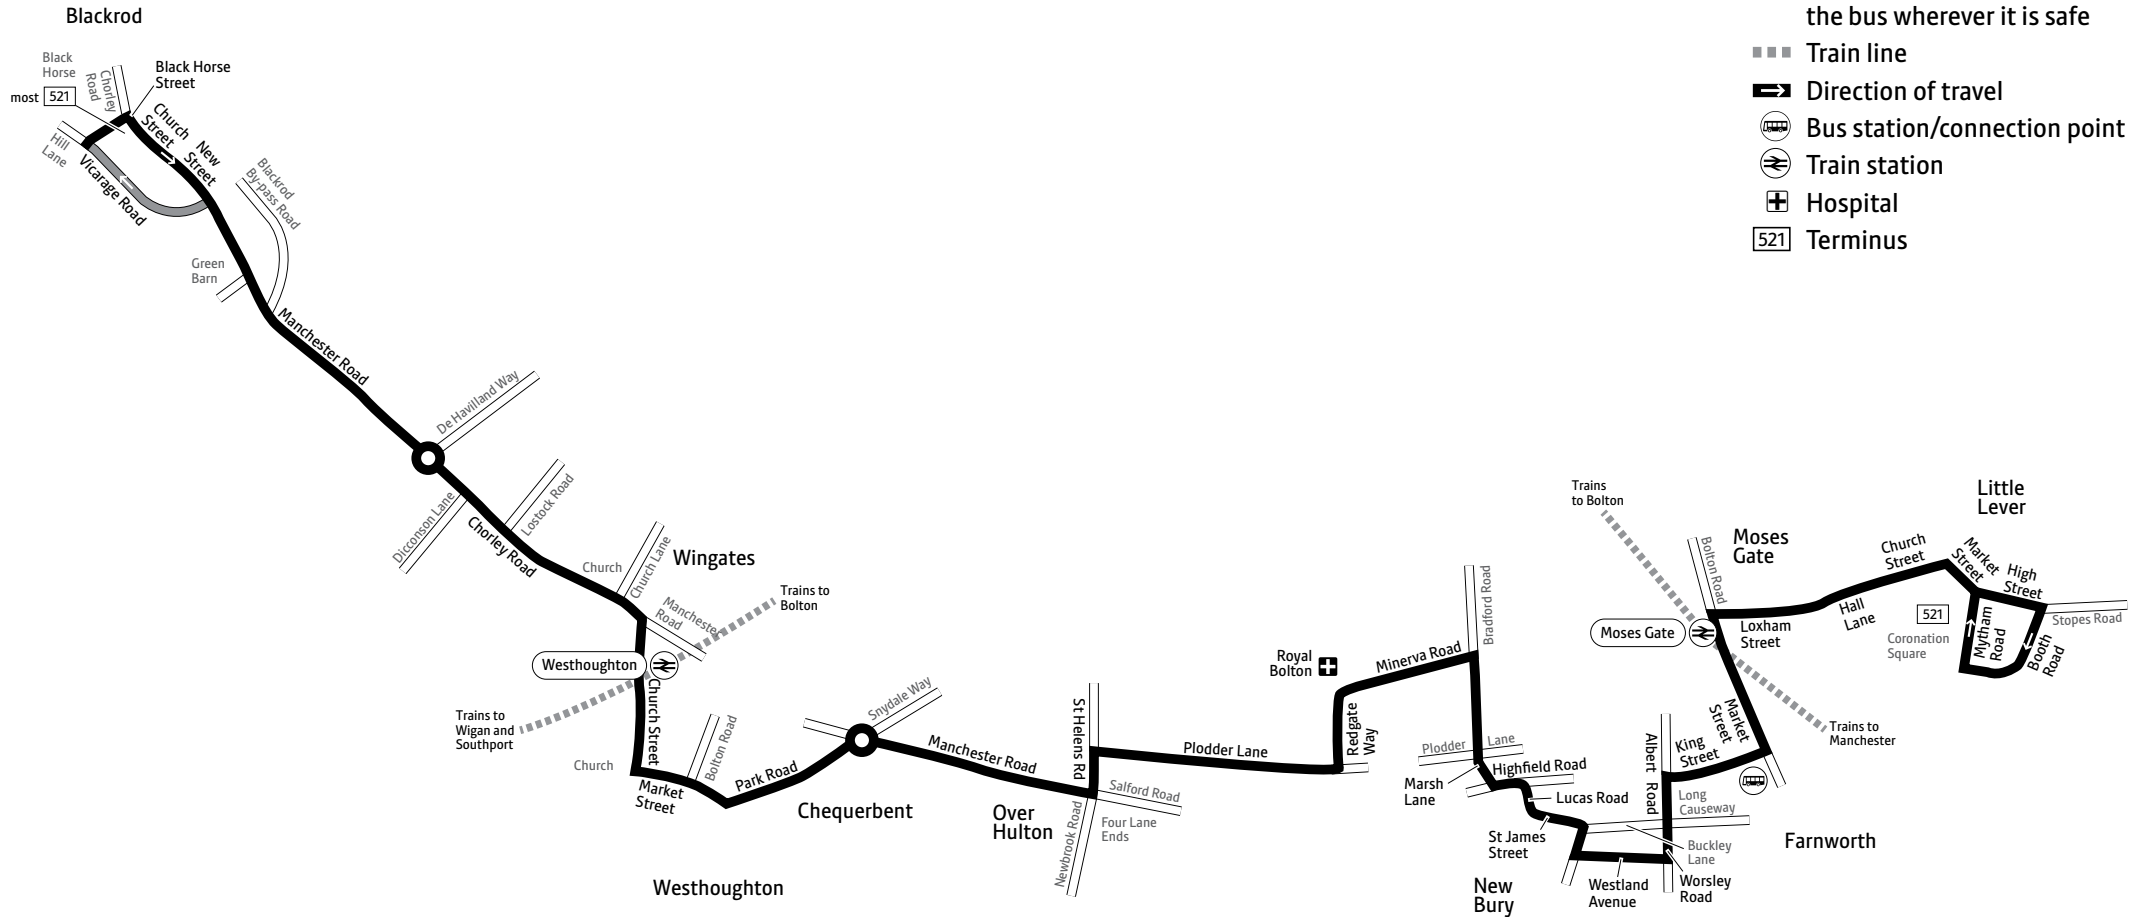 Blackrod
the bus wherever it is safe
Train line
Direction of travel
Bus station/connection point
Train station
Hospital
521 Terminus
Black
Horse
Chorley
Road
Black Horse
Street
most 521
Church
Street
New
Street
Hill
Lane
Vicarage Road
Blackrod
By-pass Road
Green
Barn
Manchester Road
De Havilland Way
Dicconson Lane
Lostock Road
Chorley Road
Church
Church Lane
Wingates
Manchester
Road
Trains to
Bolton
Westhoughton
Trains to
Wigan and
Southport
Church Street
Church
Market
Street
Bolton Road
Park Road
Snydale Way
Chequerbent
Westhoughton
Manchester Road
Over
Hulton
St Helens Rd
Salford Road
Newbrook Road
Four Lane
Ends
Plodder Lane
Royal
Bolton
Redgate
Way
Minerva Road
Bradford Road
Plodder Lane
Marsh
Lane
Highfield Road
Lucas Road
St James
Street
New
Bury
Westland
Avenue
Worsley
Road
Buckley
Lane
Long
Causeway
Albert Road
King
Street
Farnworth
Market
Street
Trains
to Bolton
Moses Gate
Bolton Road
Moses
Gate
Loxham
Street
Trains to
Manchester
Hall
Lane
Church
Street
Little
Lever
Market
Street
High
Street
521
Coronation
Square
Mytham
Road
Booth
Road
Stopes Road